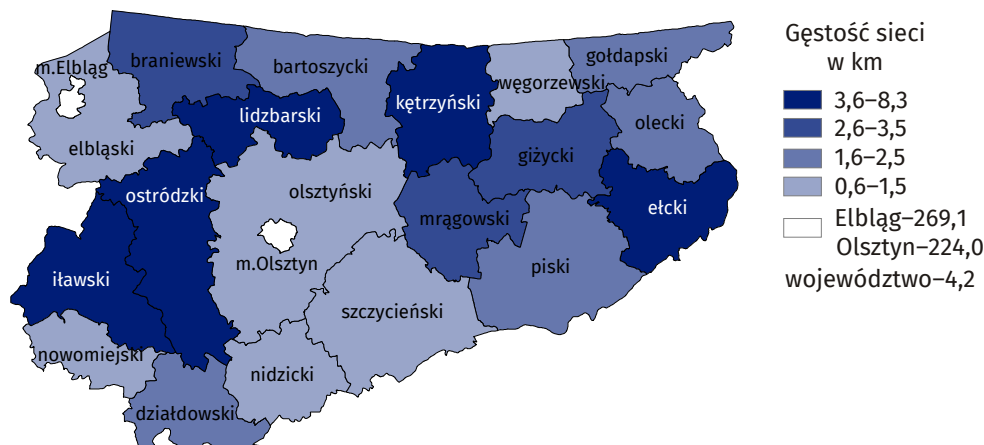 m.Elbląg
braniewski
bartoszycki
kętrzyński
węgorzewski
gołdapski
elbląski
lidzbarski
olecki
giżycki
ostródzki
olsztyński
mrągowski
ełcki
m.Olsztyn
piski
iławski
szczycieński
nowomiejski
nidzicki
działdowski
Gęstość sieci
w km
3,6–8,3
2,6–3,5
1,6–2,5
0,6–1,5
Elbląg–269,1
Olsztyn–224,0
województwo–4,2